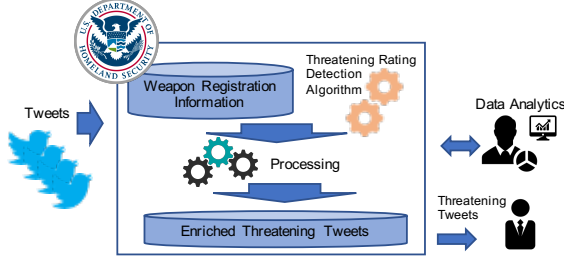 U.S. DEPARTMENT OF
HOMELAND SECURITY
Tweets
Weapon Registration
Information
Threatening Rating
Detection
Algorithm
Processing
Enriched Threatening Tweets
Data Analytics
Threatening
Tweets